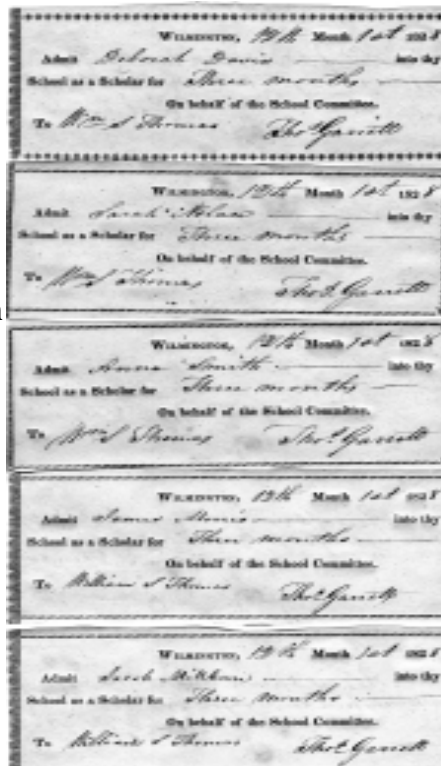 WILMINGTON, 12th Month 1st 1828
Admit Deborah Davis into thy
School as a Scholar for Three months
On behalf of the School Committee.
To Wm S Thomas Thos Garrett
WILMINGTON, 12th Month 1st 1828
Admit Sarah into thy
School as a Scholar for Three months
On behalf of the School Committee.
To Wm S Thomas Thos Garrett
WILMINGTON, 12th Month 1st 1828
Admit Anna Smith into thy
School as a Scholar for Three months
On behalf of the School Committee.
To Wm S Thomas Thos Garrett
WILMINGTON, 12th Month 1st 1828
Admit James into thy
School as a Scholar for Three months
On behalf of the School Committee.
To William S Thomas Thos Garrett
WILMINGTON, 12th Month 1st 1828
Admit Sarah into thy
School as a Scholar for Three months
On behalf of the School Committee.
To William S Thomas Thos Garrett